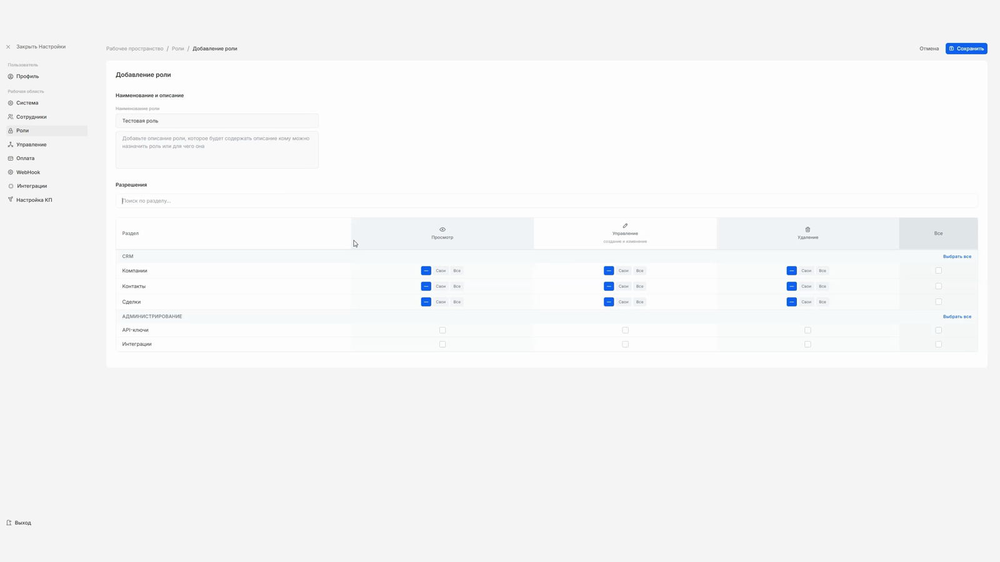 Закрыть Настройки
Рабочее пространство / Роли / Добавление роли
Отмена
Сохранить
Пользователь
Профиль
Рабочая область
Система
Сотрудники
Роли
Управление
Оплата
WebHook
Интеграции
Настройка КП
Выход
Добавление роли
Наименование и описание
Наименование роли
Тестовая роль
Добавьте описание роли, которое будет содержать описание кому можно
назначить роль или для чего она
Разрешения
Поиск по разделу...
Раздел Просмотр Управление Удаление Все
создание и изменение
CRM Выбрать все
Компании — Свои Все — Свои Все — Свои Все
Контакты — Свои Все — Свои Все — Свои Все
Сделки — Свои Все — Свои Все — Свои Все
АДМИНИСТРИРОВАНИЕ Выбрать все
API-ключи
Интеграции